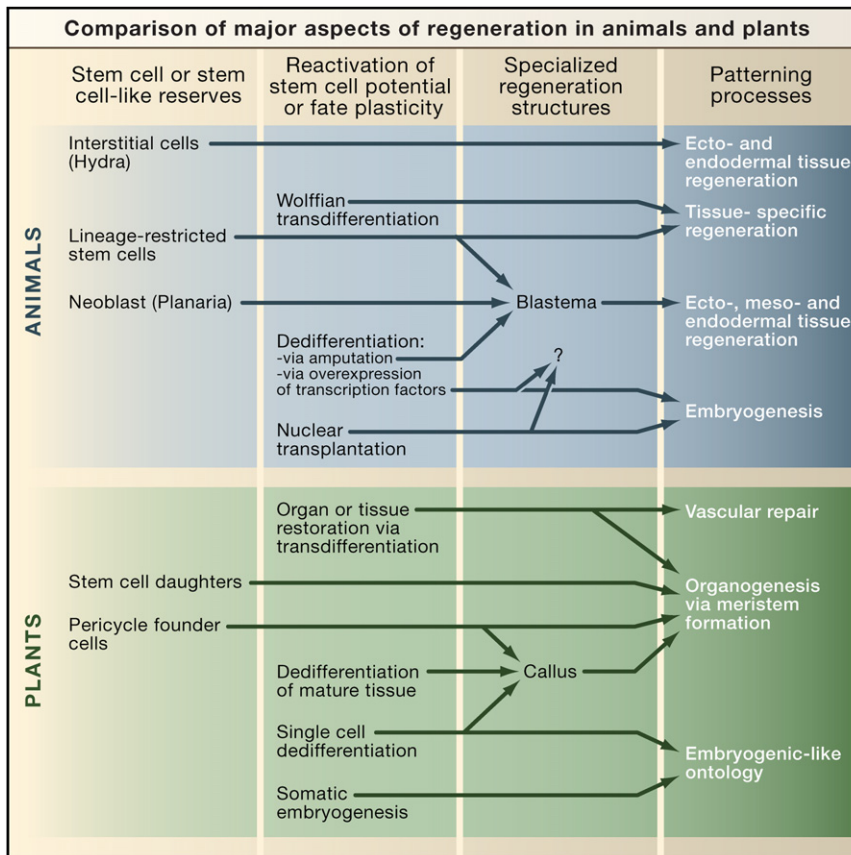 Comparison of major aspects of regeneration in animals and plants
Stem cell or stem
cell-like reserves
Reactivation of
stem cell potential
or fate plasticity
Specialized
regeneration
structures
Patterning
processes
ANIMALS
Interstitial cells
(Hydra)
Ecto- and
endodermal tissue
regeneration
Wolffian
transdifferentiation
Tissue- specific
regeneration
Lineage-restricted
stem cells
Neoblast (Planaria)
Blastema
Ecto-, meso- and
endodermal tissue
regeneration
Dedifferentiation:
-via amputation
-via overexpression
of transcription factors
?
Embryogenesis
Nuclear
transplantation
PLANTS
Organ or tissue
restoration via
transdifferentiation
Vascular repair
Stem cell daughters
Organogenesis
via meristem
formation
Pericycle founder
cells
Dedifferentiation
of mature tissue
Callus
Single cell
dedifferentiation
Embryogenic-like
ontology
Somatic
embryogenesis